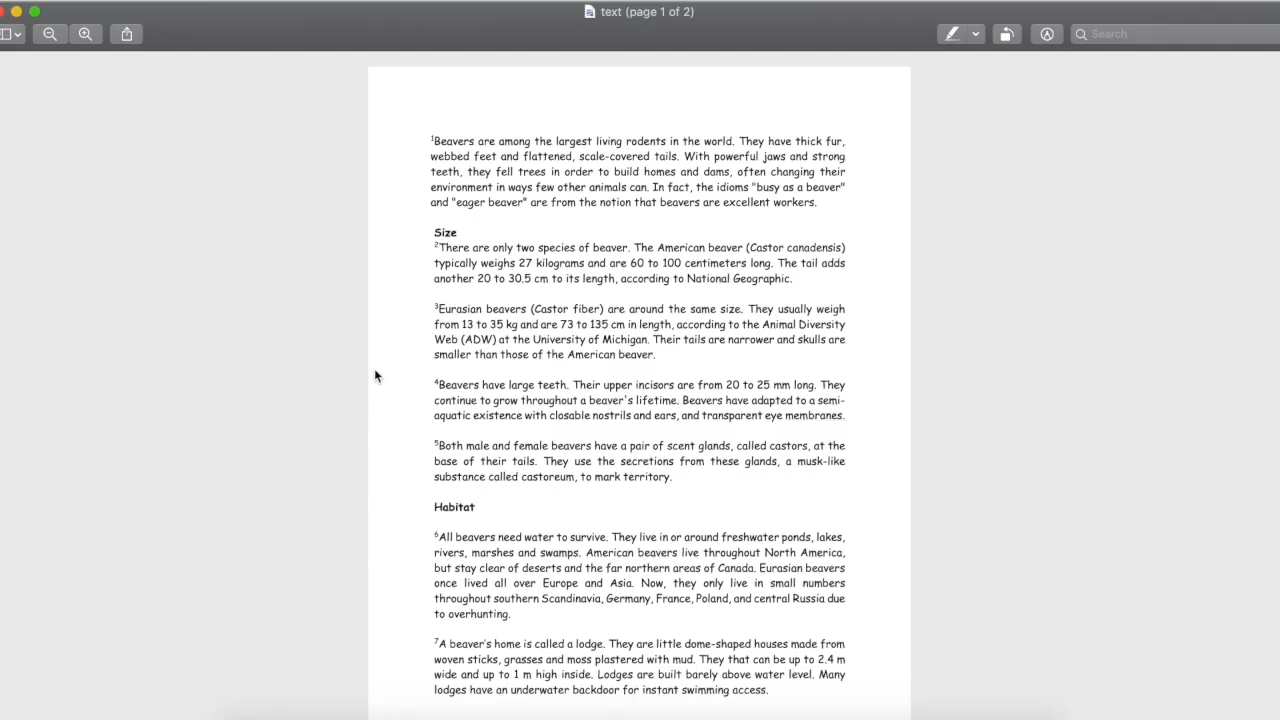 text (page 1 of 2)
Search
¹Beavers are among the largest living rodents in the world. They have thick fur,
webbed feet and flattened, scale-covered tails. With powerful jaws and strong
teeth, they fell trees in order to build homes and dams, often changing their
environment in ways few other animals can. In fact, the idioms "busy as a beaver"
and "eager beaver" are from the notion that beavers are excellent workers.
Size
²There are only two species of beaver. The American beaver (Castor canadensis)
typically weighs 27 kilograms and are 60 to 100 centimeters long. The tail adds
another 20 to 30.5 cm to its length, according to National Geographic.
³Eurasian beavers (Castor fiber) are around the same size. They usually weigh
from 13 to 35 kg and are 73 to 135 cm in length, according to the Animal Diversity
Web (ADW) at the University of Michigan. Their tails are narrower and skulls are
smaller than those of the American beaver.
⁴Beavers have large teeth. Their upper incisors are from 20 to 25 mm long. They
continue to grow throughout a beaver's lifetime. Beavers have adapted to a semi-
aquatic existence with closable nostrils and ears, and transparent eye membranes.
⁵Both male and female beavers have a pair of scent glands, called castors, at the
base of their tails. They use the secretions from these glands, a musk-like
substance called castoreum, to mark territory.
Habitat
⁶All beavers need water to survive. They live in or around freshwater ponds, lakes,
rivers, marshes and swamps. American beavers live throughout North America,
but stay clear of deserts and the far northern areas of Canada. Eurasian beavers
once lived all over Europe and Asia. Now, they only live in small numbers
throughout southern Scandinavia, Germany, France, Poland, and central Russia due
to overhunting.
⁷A beaver's home is called a lodge. They are little dome-shaped houses made from
woven sticks, grasses and moss plastered with mud. They that can be up to 2.4 m
wide and up to 1 m high inside. Lodges are built barely above water level. Many
lodges have an underwater backdoor for instant swimming access.